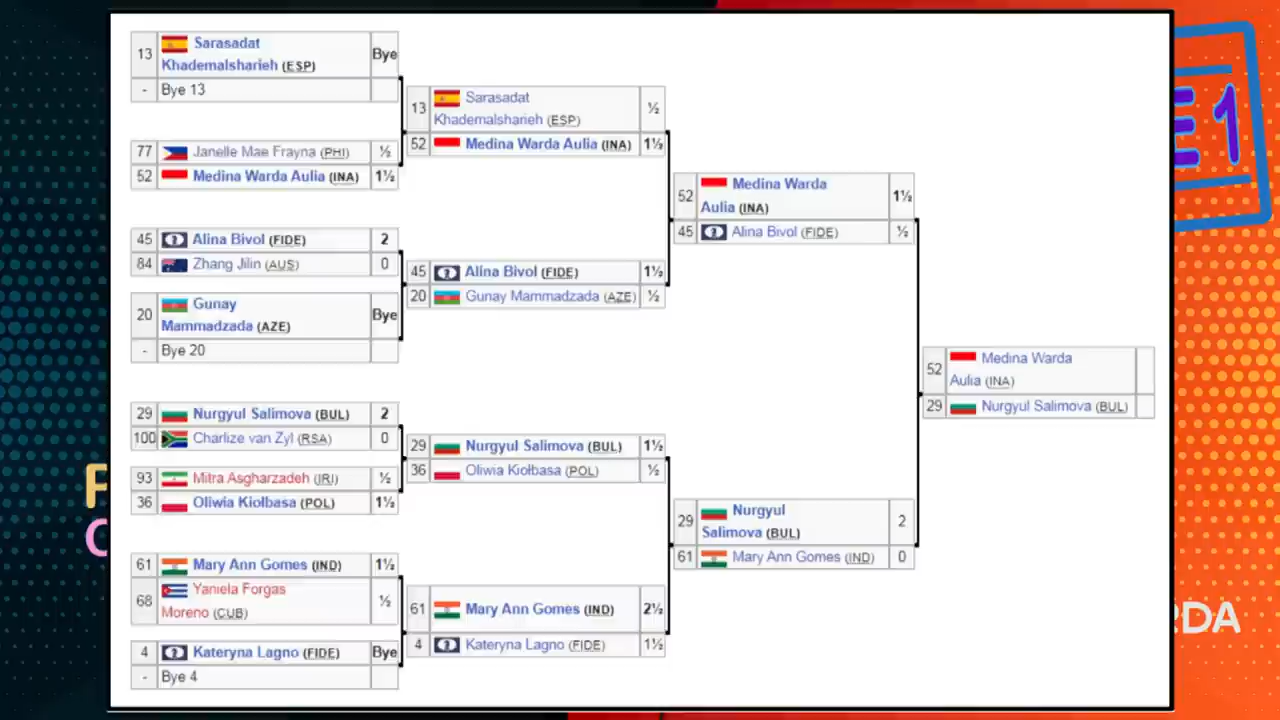 13 Sarasadat Khademalsharieh (ESP) Bye
- Bye 13
77 Janelle Mae Frayna (PHI) ½
52 Medina Warda Aulia (INA) 1½
45 Alina Bivol (FIDE) 2
84 Zhang Jilin (AUS) 0
20 Gunay Mammadzada (AZE) Bye
- Bye 20
29 Nurgyul Salimova (BUL) 2
100 Charlize van Zyl (RSA) 0
93 Mitra Asgharzadeh (IRI) ½
36 Oliwia Kiołbasa (POL) 1½
61 Mary Ann Gomes (IND) 1½
68 Yaniela Forgas Moreno (CUB) ½
4 Kateryna Lagno (FIDE) Bye
- Bye 4
13 Sarasadat Khademalsharieh (ESP) ½
52 Medina Warda Aulia (INA) 1½
45 Alina Bivol (FIDE) 1½
20 Gunay Mammadzada (AZE) ½
29 Nurgyul Salimova (BUL) 1½
36 Oliwia Kiołbasa (POL) ½
61 Mary Ann Gomes (IND) 2½
4 Kateryna Lagno (FIDE) 1½
52 Medina Warda Aulia (INA) 1½
45 Alina Bivol (FIDE) ½
29 Nurgyul Salimova (BUL) 2
61 Mary Ann Gomes (IND) 0
52 Medina Warda Aulia (INA)
29 Nurgyul Salimova (BUL)
E1
RDA